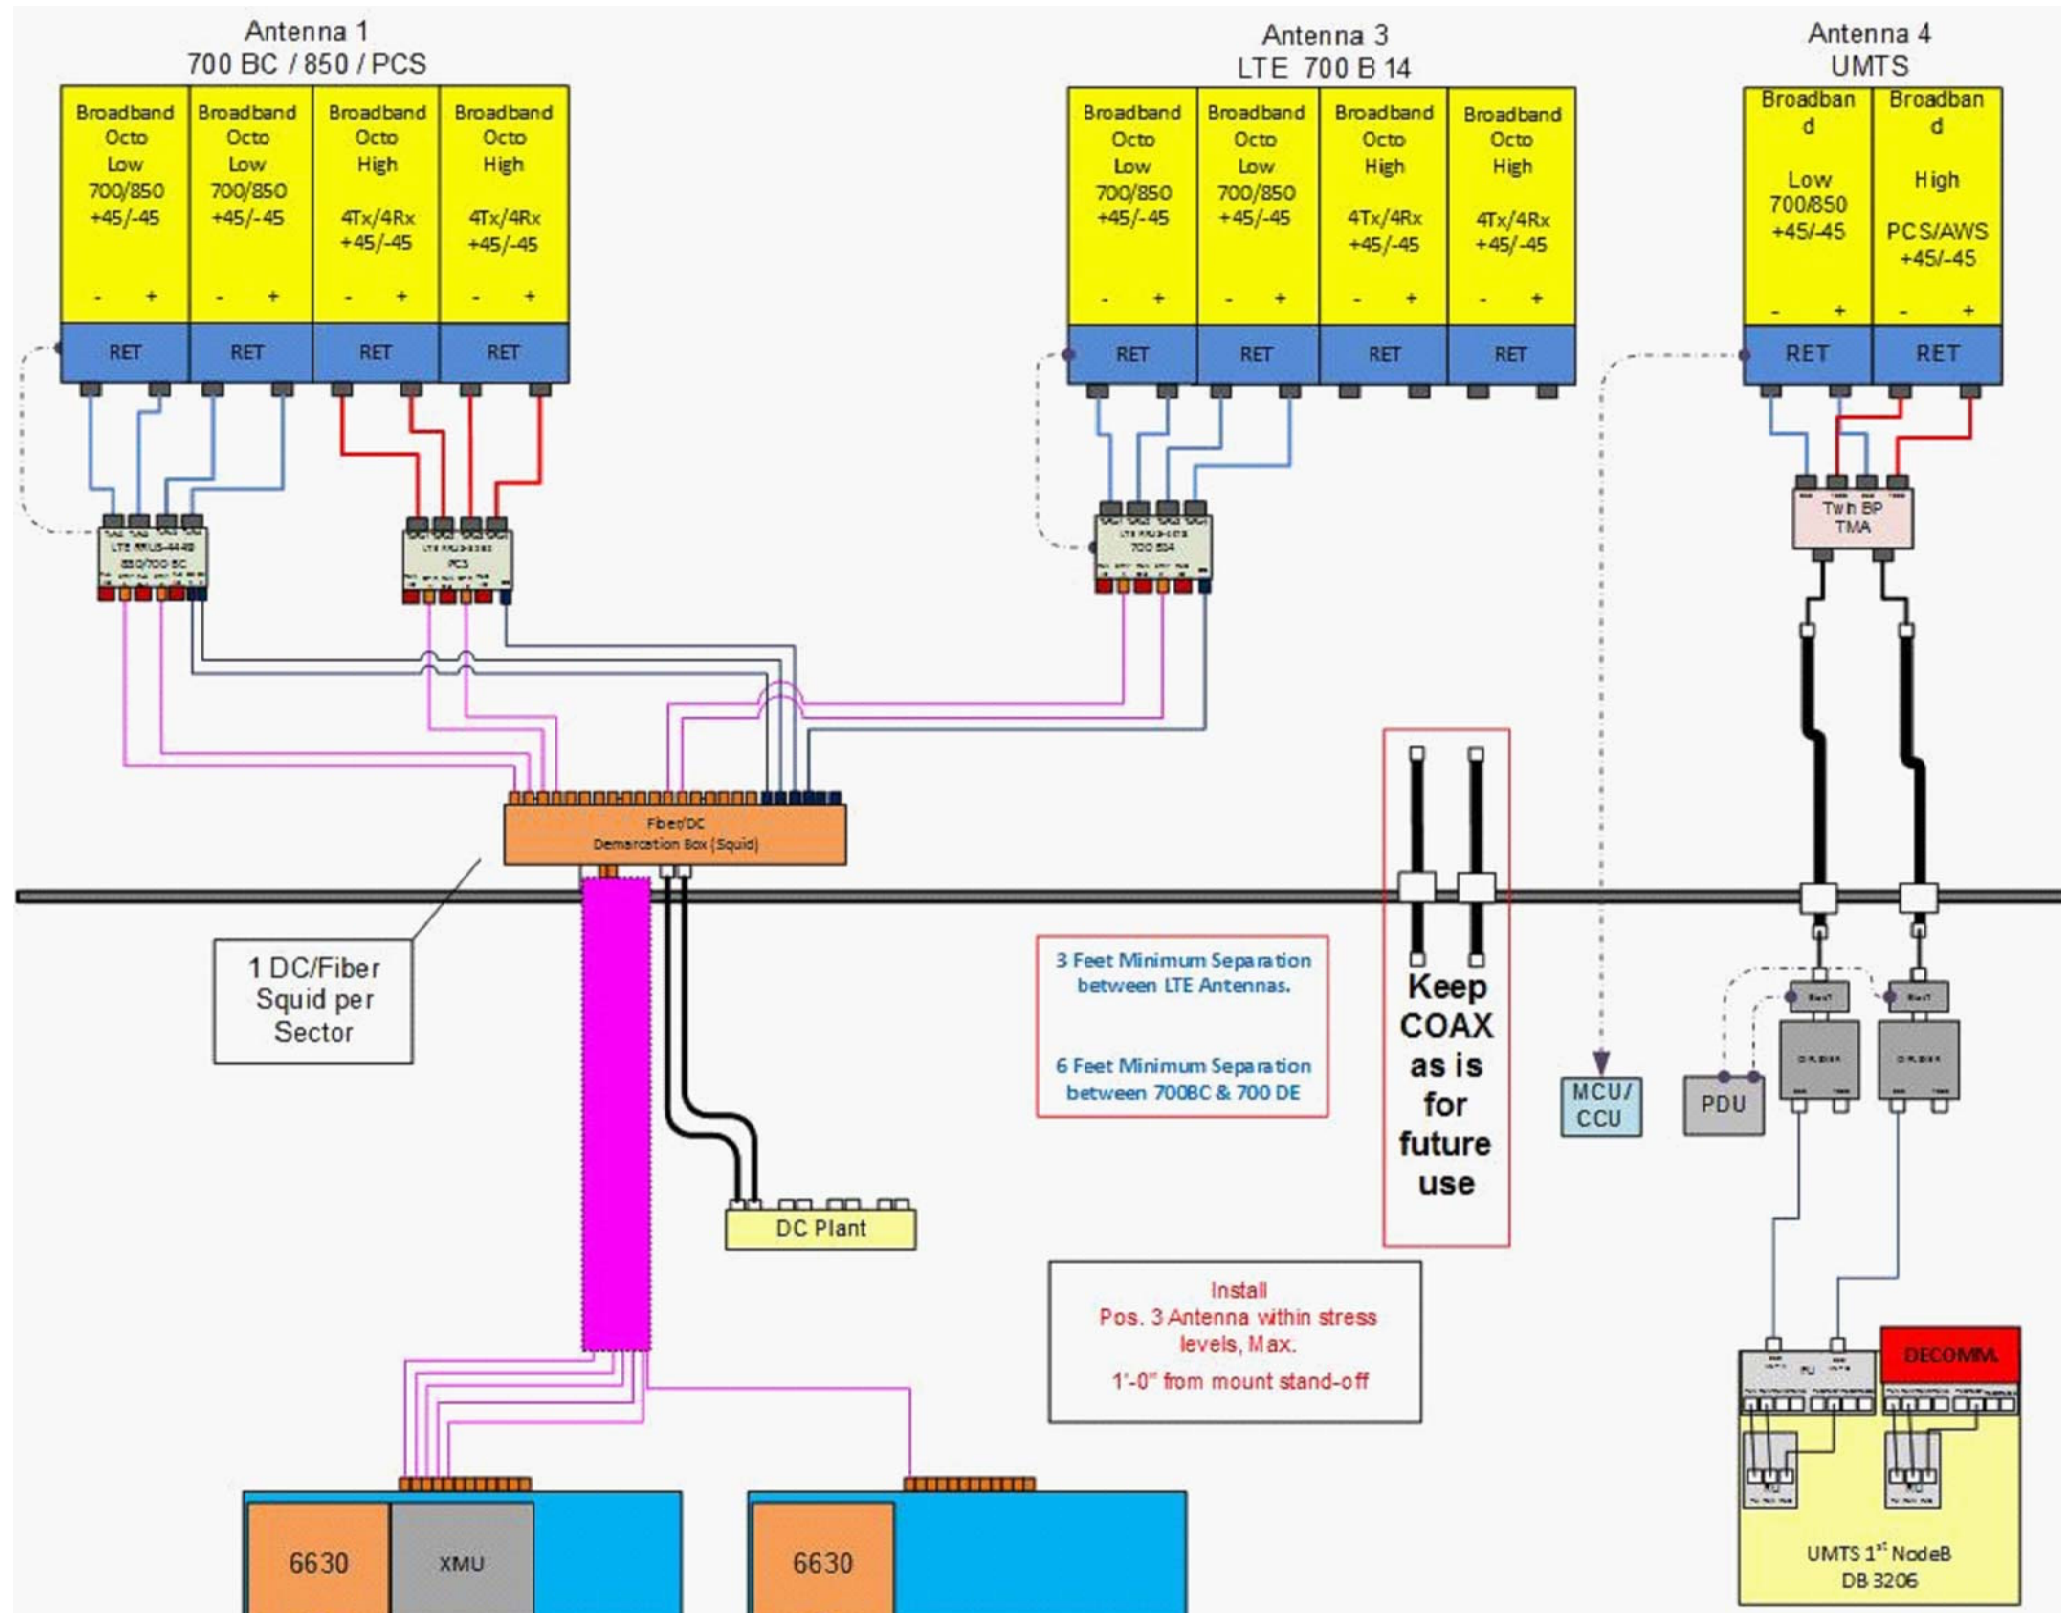 Antenna 1
700 BC / 850 / PCS
Broadband
Octo
Low
700/850
+45/-45
- +
RET
Broadband
Octo
Low
700/850
+45/-45
- +
RET
Broadband
Octo
High
4Tx/4Rx
+45/-45
- +
RET
Broadband
Octo
High
4Tx/4Rx
+45/-45
- +
RET
Antenna 3
LTE 700 B 14
Broadband
Octo
Low
700/850
+45/-45
- +
RET
Broadband
Octo
Low
700/850
+45/-45
- +
RET
Broadband
Octo
High
4Tx/4Rx
+45/-45
- +
RET
Broadband
Octo
High
4Tx/4Rx
+45/-45
- +
RET
Antenna 4
UMTS
Broadban
d
Low
700/850
+45/-45
- +
RET
Broadban
d
High
PCS/AWS
+45/-45
- +
RET
850/700 BC
PCS
700 B14
Twin BP
TMA
Fiber/DC
Demarcation Box (Squid)
1 DC/Fiber
Squid per
Sector
3 Feet Minimum Separation
between LTE Antennas.
6 Feet Minimum Separation
between 700BC & 700 DE
Keep
COAX
as is
for
future
use
MCU/
CCU
PDU
DC Plant
Install
Pos. 3 Antenna within stress
levels, Max.
1'-0" from mount stand-off
DECOMM.
6630
XMU
6630
UMTS 1st NodeB
DB 3206